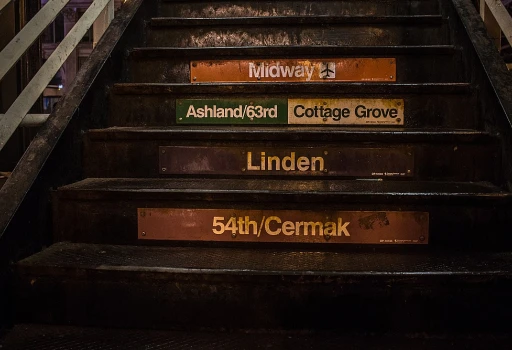 Midway
Ashland/63rd Cottage Grove
Linden
54th/Cermak